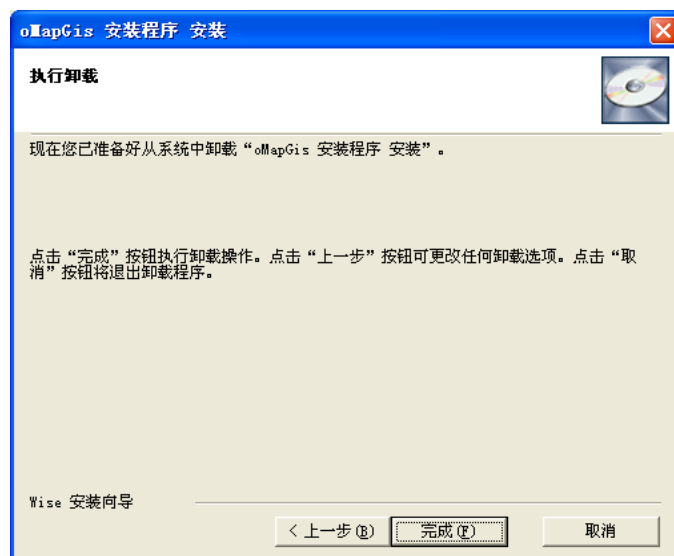 oMapGis 安装程序 安装
执行卸载
现在您已准备好从系统中卸载“oMapGis 安装程序 安装”。
点击“完成”按钮执行卸载操作。点击“上一步”按钮可更改任何卸载选项。点击“取
消”按钮将退出卸载程序。
Wise 安装向导
< 上一步(B)
完成(F)
取消